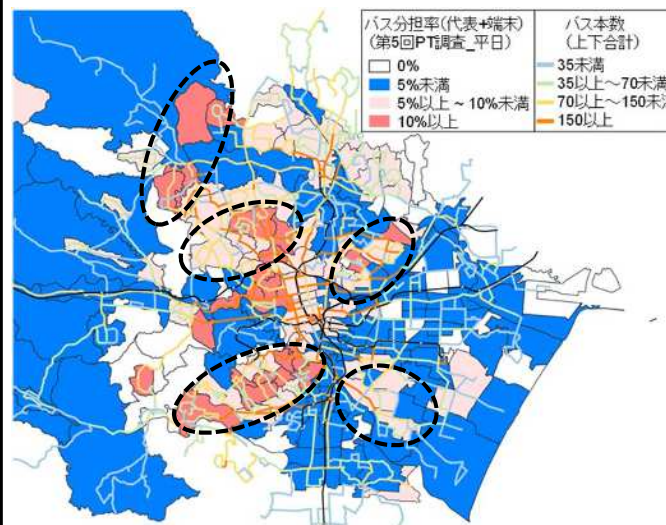 バス分担率(代表+端末)
(第5回PT調査_平日)
0%
5%未満
5%以上 ~ 10%未満
10%以上
バス本数
(上下合計)
35未満
35以上~70未満
70以上~150未満
150以上